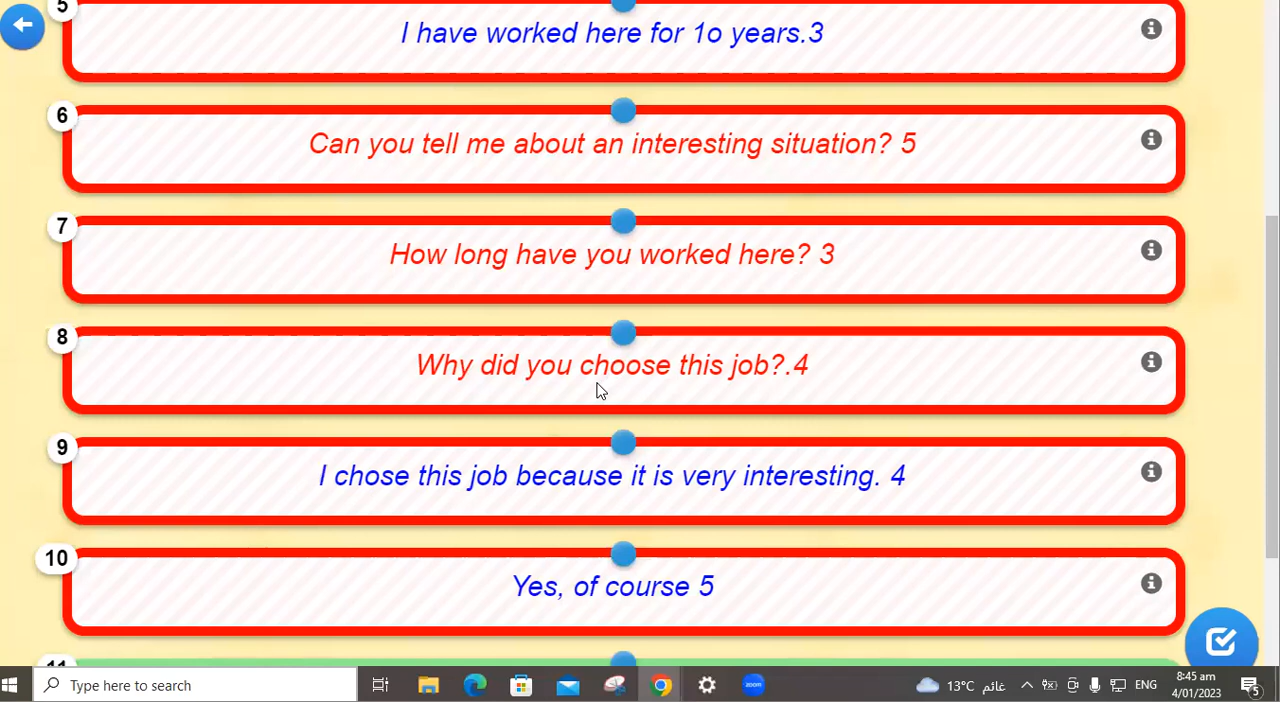 5
I have worked here for 1o years.3
6
Can you tell me about an interesting situation? 5
7
How long have you worked here? 3
8
Why did you choose this job?.4
9
I chose this job because it is very interesting. 4
10
Yes, of course 5
11
Type here to search
zoom
13°C غائم
ENG
8:45 am
4/01/2023
5